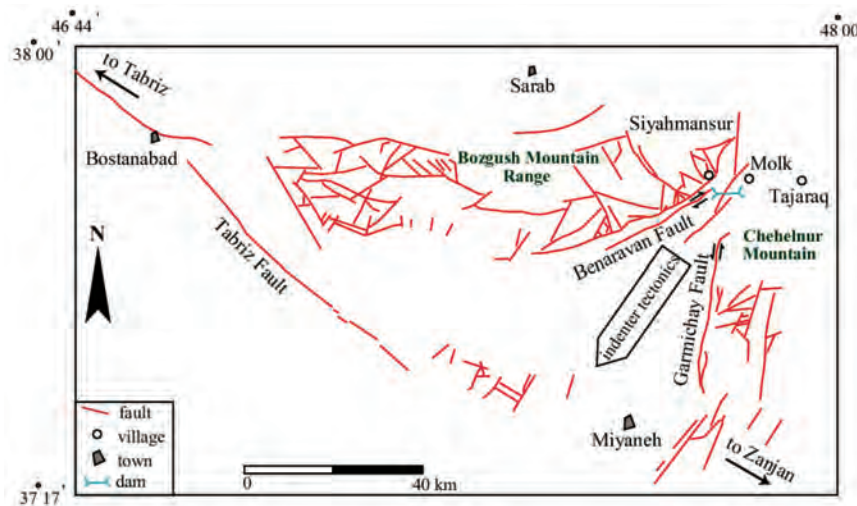 46 44'
48 00'
38 00'
to Tabriz
Sarab
Siyahmansur
Bostanabad
Bozgush Mountain
Range
Molk
Tajaraq
N
Tabriz Fault
Benaravan Fault
Chehelnur
Mountain
indenter tectonics
Garmichay Fault
fault
village
town
dam
Miyaneh
to Zanjan
0
40 km
37 17'